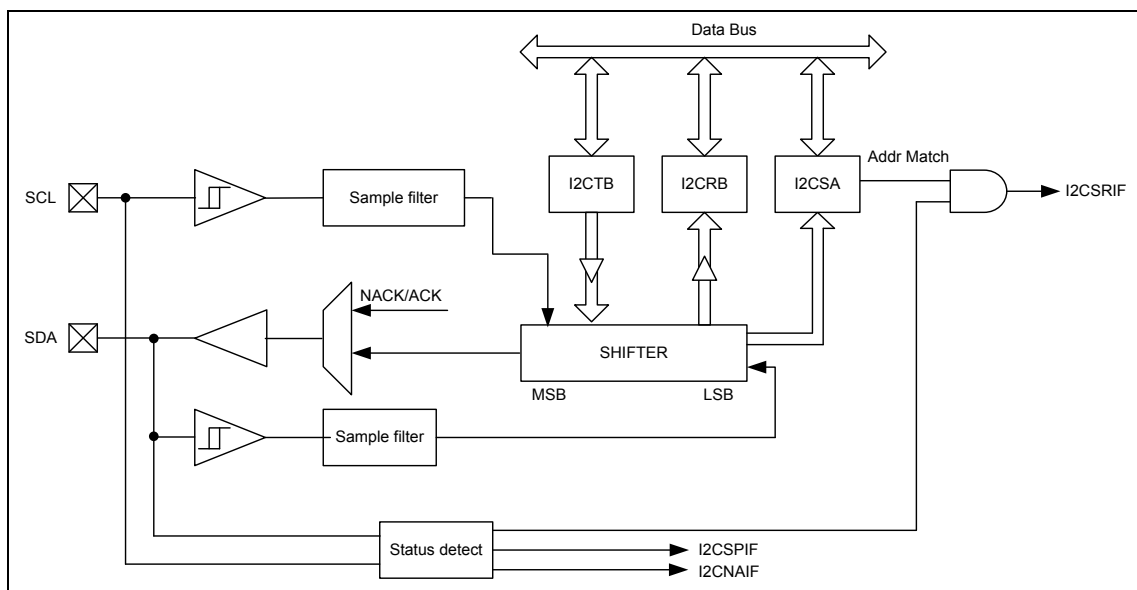 Data Bus
I2CTB
I2CRB
I2CSA
Addr Match
I2CSRIF
SCL
Sample filter
NACK/ACK
SDA
SHIFTER
MSB
LSB
Sample filter
Status detect
I2CSPIF
I2CNAIF